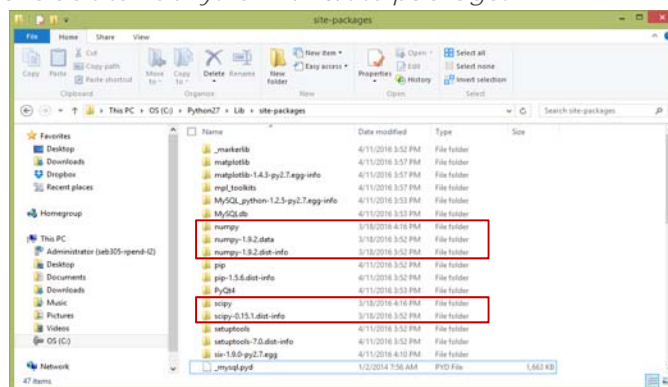 site-packages
File Home Share View
Copy Paste Cut Copy path Paste shortcut Move to Copy to Delete Rename New folder New item Easy access Properties Open Edit History Select all Select none Invert selection
Clipboard Organize New Open Select
This PC OS (C:) Python27 Lib site-packages Search site-packages
Name Date modified Type Size
Favorites
Desktop
Downloads
Dropbox
Recent places
Homegroup
This PC
Administrator (seb305-rpend-l2)
Desktop
Documents
Downloads
Music
Pictures
Videos
OS (C:)
Network
_markerlib 4/11/2016 3:52 PM File folder
matplotlib 4/11/2016 3:57 PM File folder
matplotlib-1.4.3-py2.7.egg-info 4/11/2016 3:57 PM File folder
mpl_toolkits 4/11/2016 3:57 PM File folder
MySQL_python-1.2.5-py2.7.egg-info 4/11/2016 3:53 PM File folder
MySQLdb 4/11/2016 3:53 PM File folder
numpy 3/18/2016 4:16 PM File folder
numpy-1.9.2.data 3/18/2016 3:52 PM File folder
numpy-1.9.2.dist-info 3/18/2016 3:52 PM File folder
pip 4/11/2016 3:52 PM File folder
pip-1.5.6.dist-info 4/11/2016 3:52 PM File folder
PyQt4 4/11/2016 3:53 PM File folder
scipy 3/18/2016 4:16 PM File folder
scipy-0.15.1.dist-info 3/18/2016 3:52 PM File folder
setuptools 4/11/2016 3:52 PM File folder
setuptools-7.0.dist-info 4/11/2016 3:52 PM File folder
six-1.9.0-py2.7.egg 4/11/2016 4:10 PM File folder
_mysql.pyd 1/2/2014 7:56 AM PYD File 1,663 KB
47 items